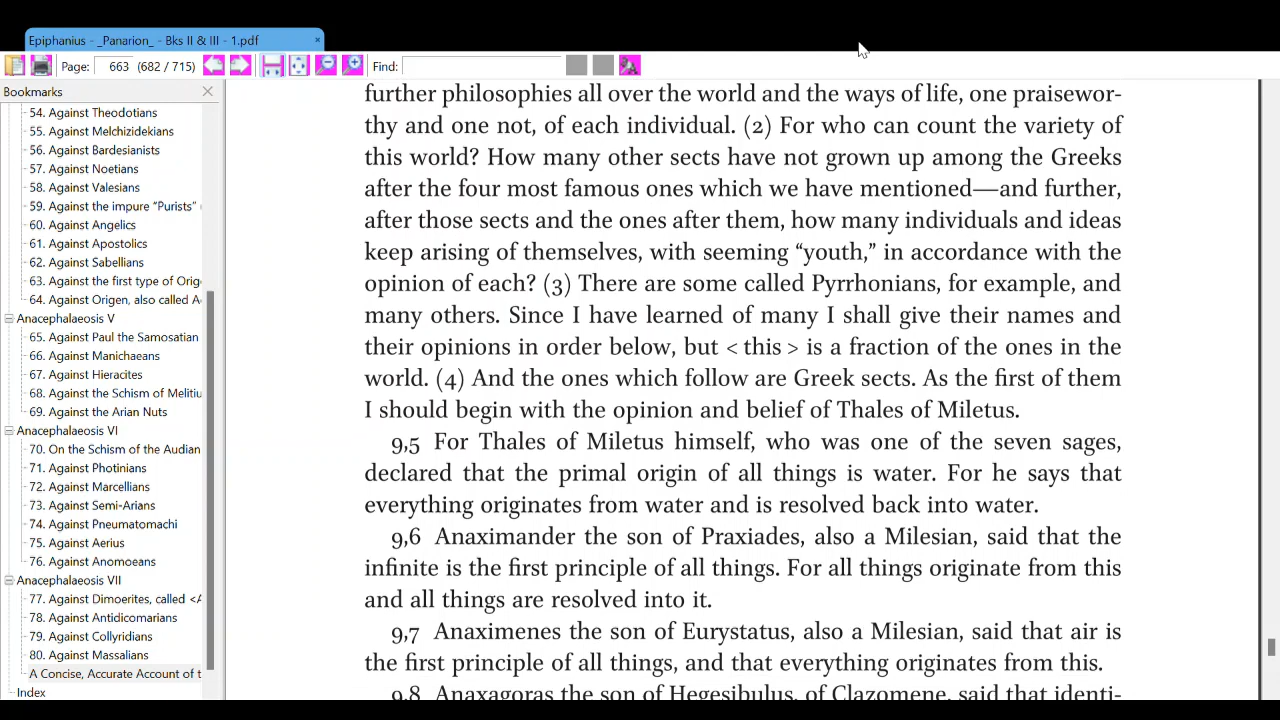 Epiphanius - _Panarion_ - Bks II & III - 1.pdf
×
Page: 663 (682 / 715)
Find:
Bookmarks
54. Against Theodotians
55. Against Melchizidekians
56. Against Bardesianists
57. Against Noetians
58. Against Valesians
59. Against the impure “Purists” (
60. Against Angelics
61. Against Apostolics
62. Against Sabellians
63. Against the first type of Orig
64. Against Origen, also called A
Anacephalaeosis V
65. Against Paul the Samosatian
66. Against Manichaeans
67. Against Hieracites
68. Against the Schism of Melitiu
69. Against the Arian Nuts
Anacephalaeosis VI
70. On the Schism of the Audian
71. Against Photinians
72. Against Marcellians
73. Against Semi-Arians
74. Against Pneumatomachi
75. Against Aerius
76. Against Anomoeans
Anacephalaeosis VII
77. Against Dimoerites, called <A
78. Against Antidicomarians
79. Against Collyridians
80. Against Massalians
A Concise, Accurate Account of t
Index
further philosophies all over the world and the ways of life, one praisewor-
thy and one not, of each individual. (2) For who can count the variety of
this world? How many other sects have not grown up among the Greeks
after the four most famous ones which we have mentioned—and further,
after those sects and the ones after them, how many individuals and ideas
keep arising of themselves, with seeming “youth,” in accordance with the
opinion of each? (3) There are some called Pyrrhonians, for example, and
many others. Since I have learned of many I shall give their names and
their opinions in order below, but < this > is a fraction of the ones in the
world. (4) And the ones which follow are Greek sects. As the first of them
I should begin with the opinion and belief of Thales of Miletus.
9,5 For Thales of Miletus himself, who was one of the seven sages,
declared that the primal origin of all things is water. For he says that
everything originates from water and is resolved back into water.
9,6 Anaximander the son of Praxiades, also a Milesian, said that the
infinite is the first principle of all things. For all things originate from this
and all things are resolved into it.
9,7 Anaximenes the son of Eurystatus, also a Milesian, said that air is
the first principle of all things, and that everything originates from this.
9,8 Anaxagoras the son of Hegesibulus, of Clazomene, said that identi-